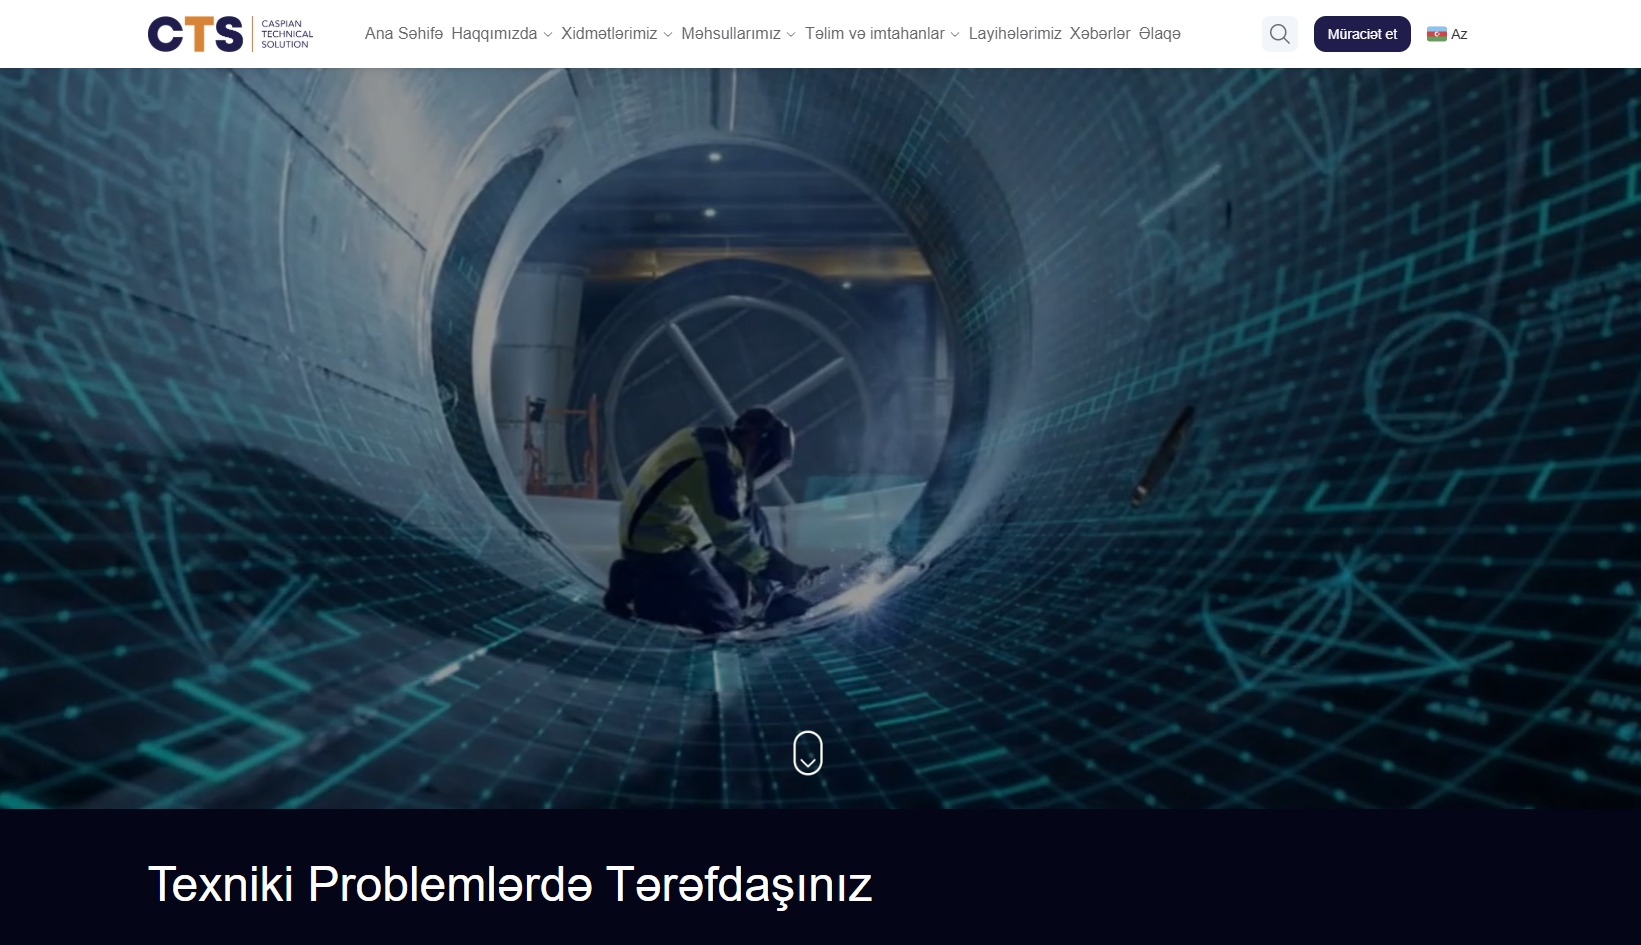 CTS CASPIAN
TECHNICAL
SOLUTION
Ana Səhifə Haqqımızda Xidmətlərimiz Məhsullarımız Təlim və imtahanlar Layihələrimiz Xəbərlər Əlaqə
Müraciət et
Az
Texniki Problemlərdə Tərəfdaşınız